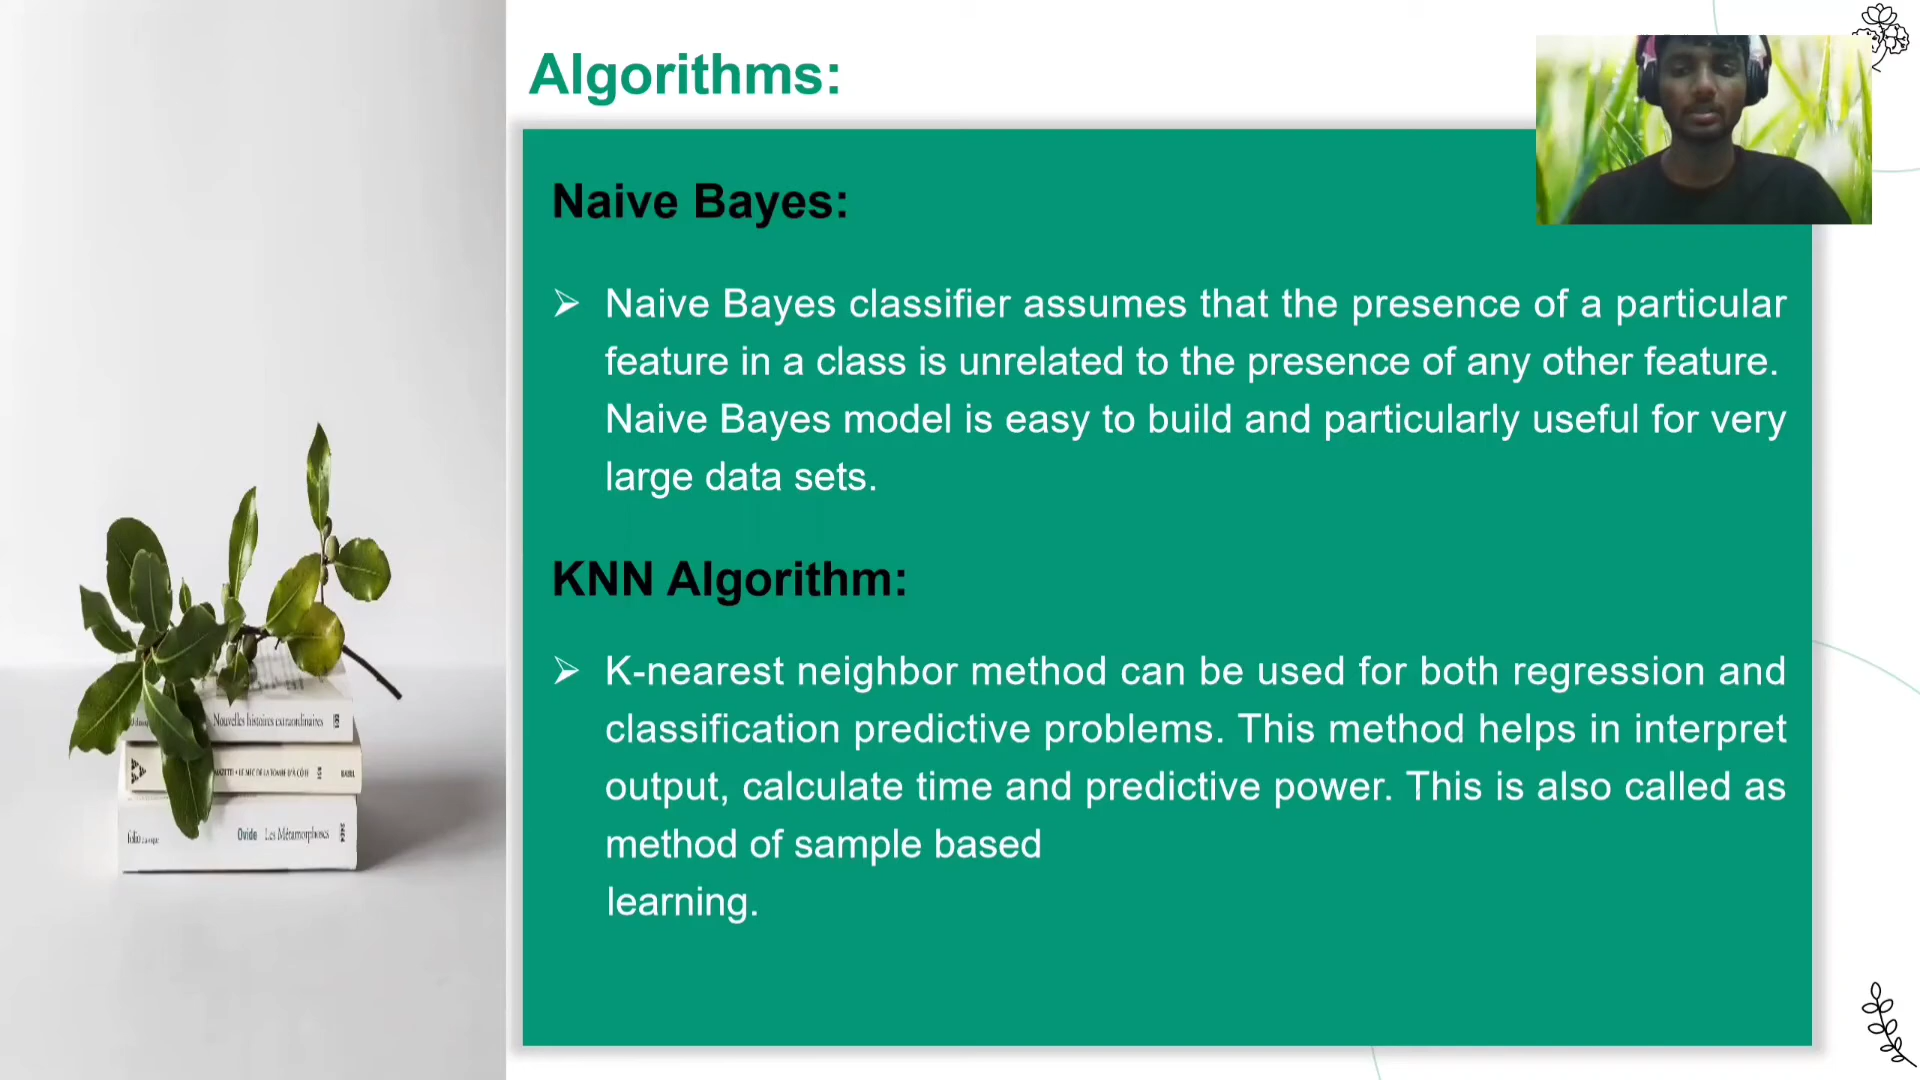 Algorithms:
Naive Bayes:
➢ Naive Bayes classifier assumes that the presence of a particular
feature in a class is unrelated to the presence of any other feature.
Naive Bayes model is easy to build and particularly useful for very
large data sets.
KNN Algorithm:
➢ K-nearest neighbor method can be used for both regression and
classification predictive problems. This method helps in interpret
output, calculate time and predictive power. This is also called as
method of sample based
learning.
Nouvelles histoires extraordinaires
Ovide Les Métamorphoses